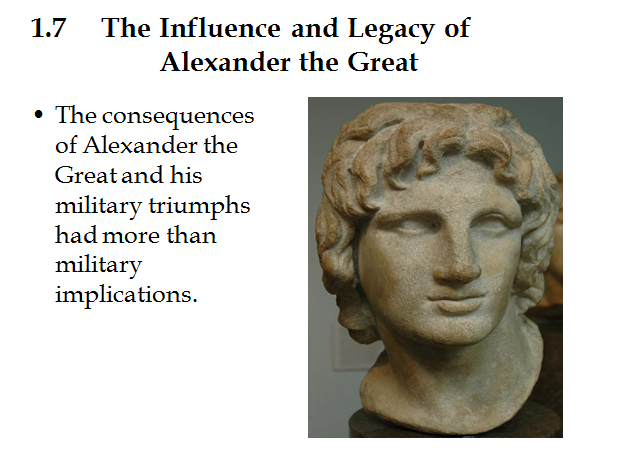 1.7 The Influence and Legacy of
Alexander the Great
• The consequences
of Alexander the
Great and his
military triumphs
had more than
military
implications.